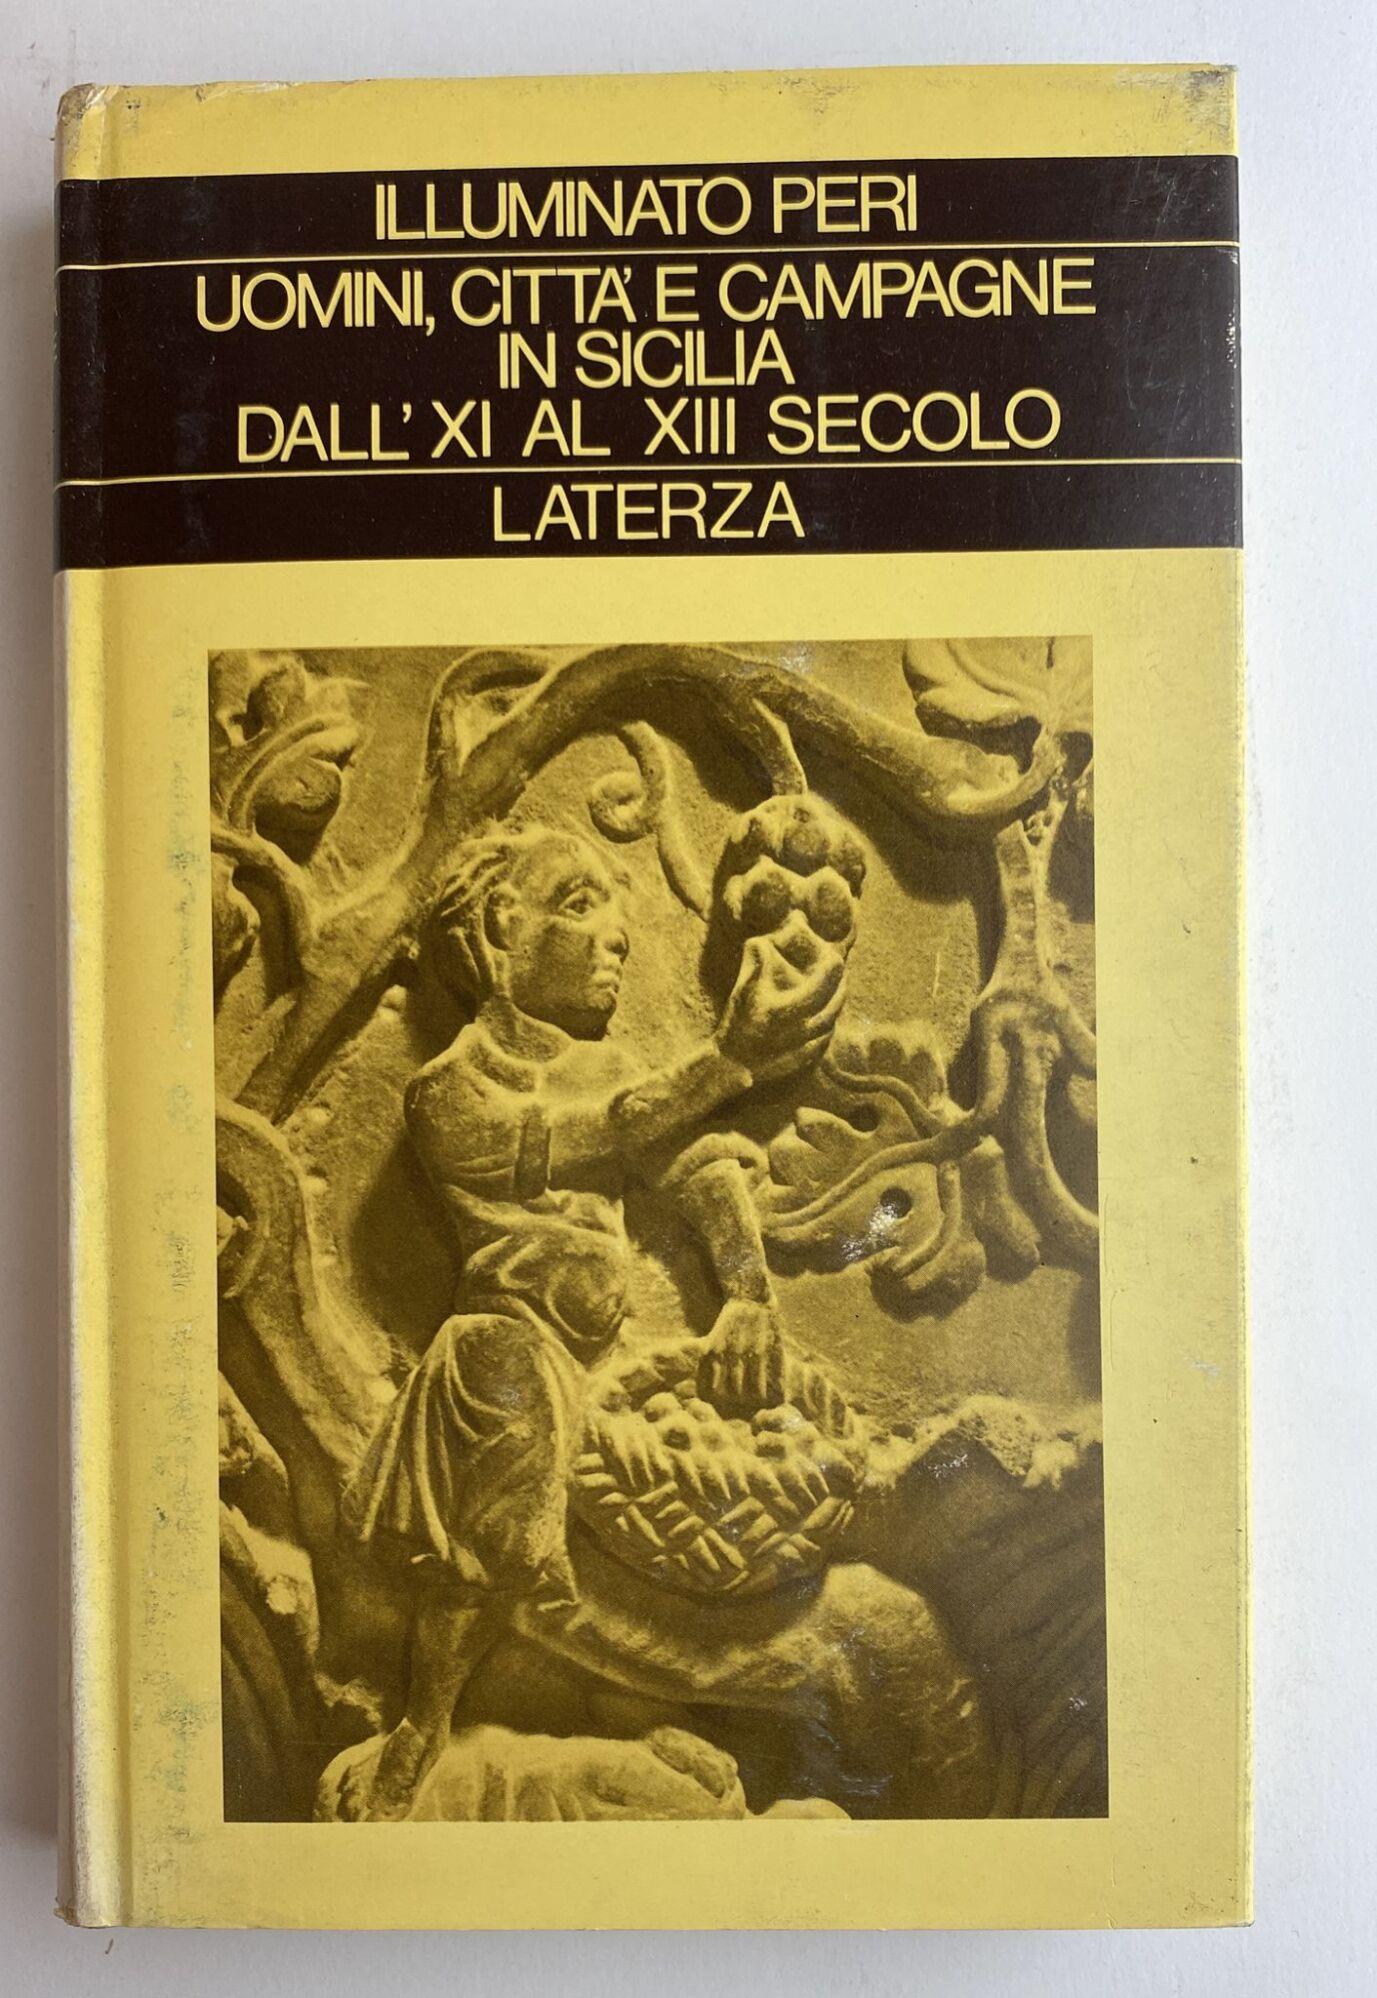 ILLUMINATO PERI
UOMINI, CITTA' E CAMPAGNE
IN SICILIA
DALL' XI AL XIII SECOLO
LATERZA